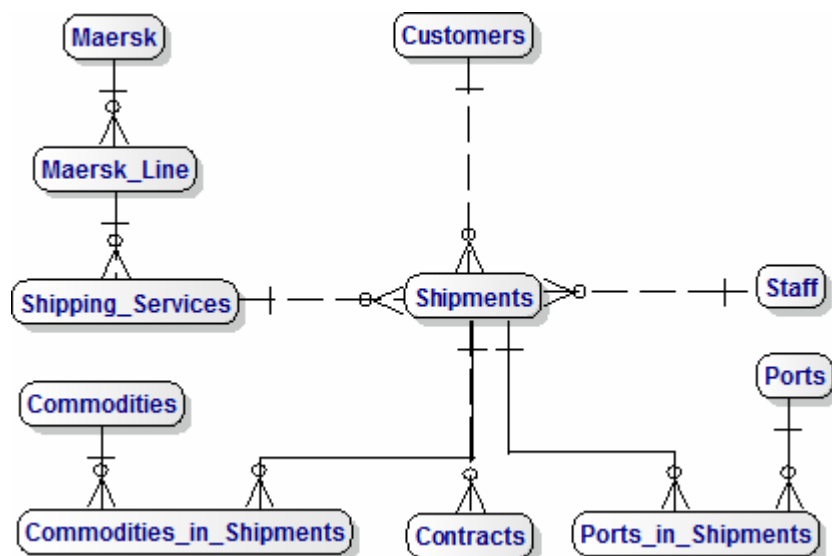 Maersk
Customers
Maersk_Line
Shipping_Services
Shipments
Staff
Commodities
Ports
Commodities_in_Shipments
Contracts
Ports_in_Shipments